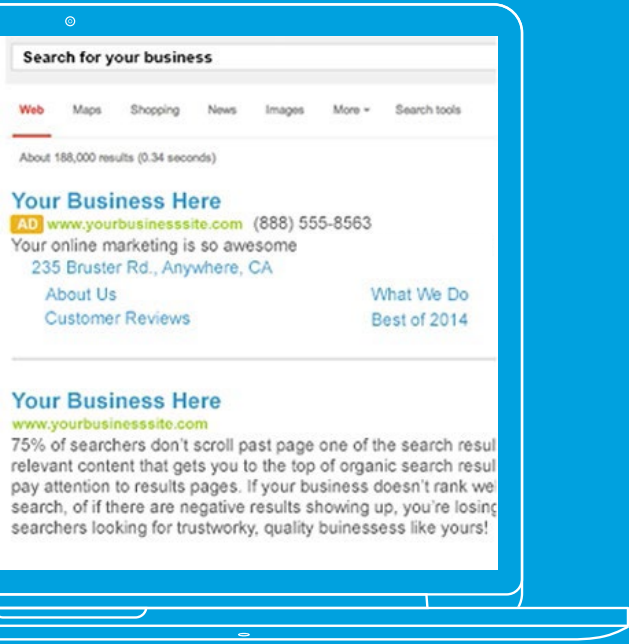 Search for your business
Web Maps Shopping News Images More Search tools
About 188,000 results (0.34 seconds)
Your Business Here
AD www.yourbusinesssite.com (888) 555-8563
Your online marketing is so awesome
235 Bruster Rd., Anywhere, CA
About Us What We Do
Customer Reviews Best of 2014
Your Business Here
www.yourbusinesssite.com
75% of searchers don't scroll past page one of the search resul
relevant content that gets you to the top of organic search resul
pay attention to results pages. If your business doesn't rank we
search, of if there are negative results showing up, you're losing
searchers looking for trustworky, quality buinessess like yours!